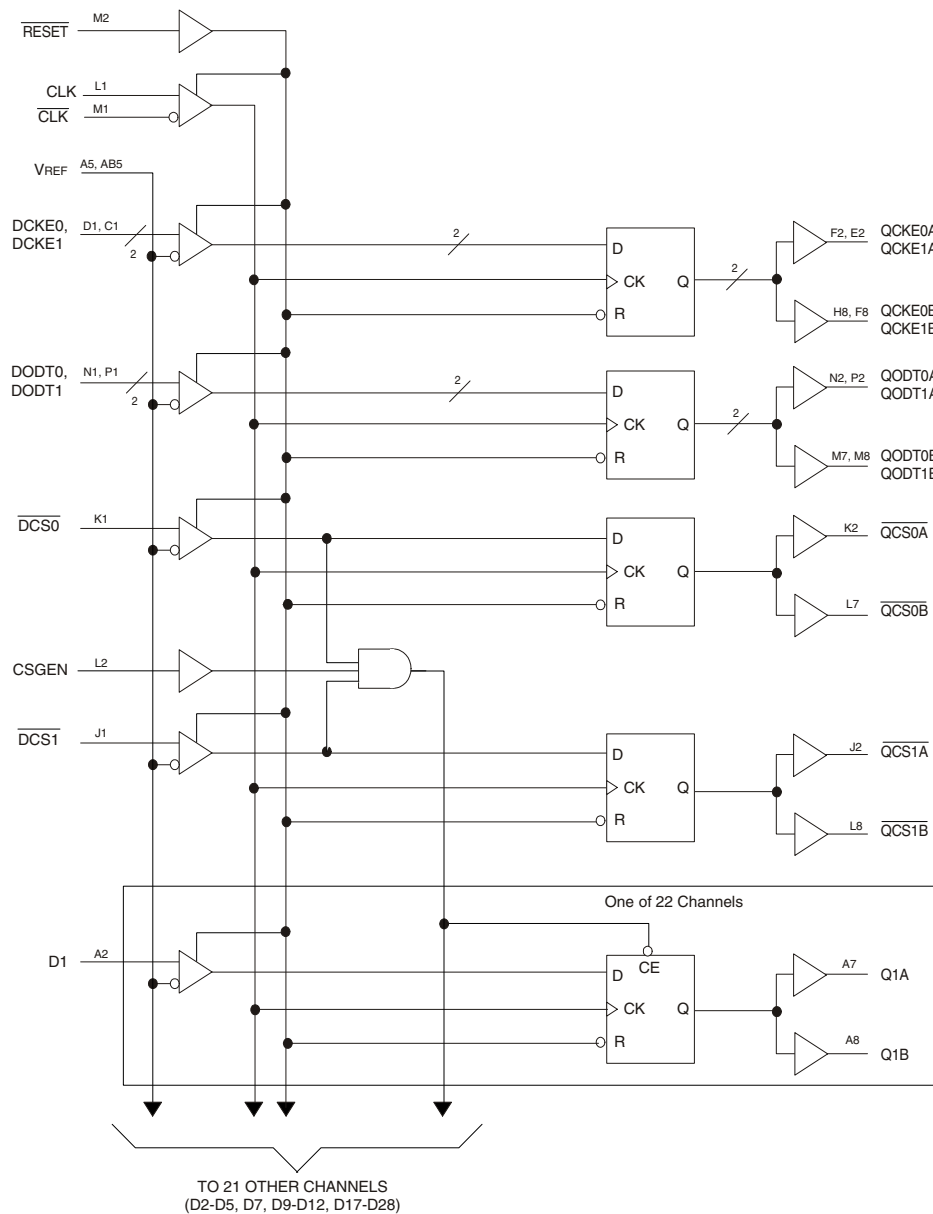 RESET M2
CLK L1
CLK M1
VREF A5, AB5
DCKE0, D1, C1
DCKE1 2
2
D
CK Q
R
2
F2, E2 QCKE0A
QCKE1A
H8, F8 QCKE0B
QCKE1B
DODT0, N1, P1
DODT1 2
2
D
CK Q
R
2
N2, P2 QODT0A
QODT1A
M7, M8 QODT0B
QODT1B
DCS0 K1
D
CK Q
R
K2 QCS0A
L7 QCS0B
CSGEN L2
DCS1 J1
D
CK Q
R
J2 QCS1A
L8 QCS1B
One of 22 Channels
D1 A2
CE
D
CK Q
R
A7 Q1A
A8 Q1B
TO 21 OTHER CHANNELS
(D2-D5, D7, D9-D12, D17-D28)